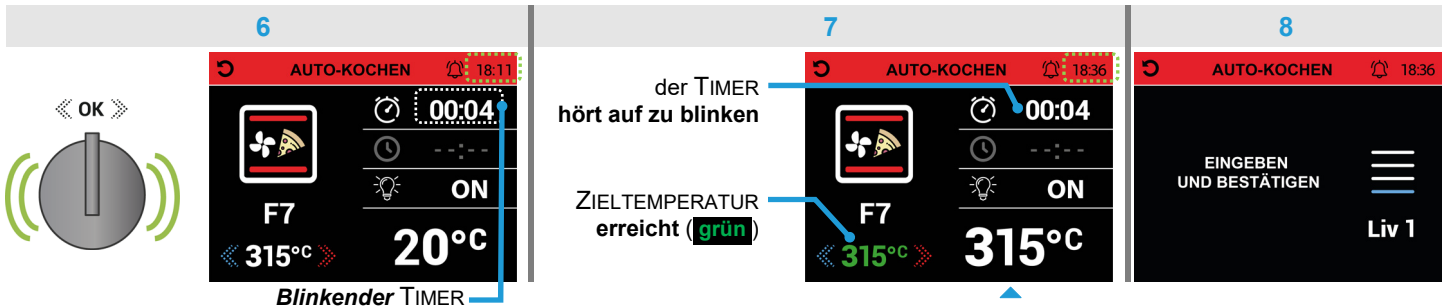 6
7
8
OK
AUTO-KOCHEN 18:11
00:04
--:--
ON
F7
315°C
20°C
Blinkender TIMER
der TIMER
hört auf zu blinken
ZIELTEMPERATUR
erreicht (grün)
AUTO-KOCHEN 18:36
00:04
--:--
ON
F7
315°C
315°C
AUTO-KOCHEN 18:36
EINGEBEN
UND BESTÄTIGEN
Liv 1